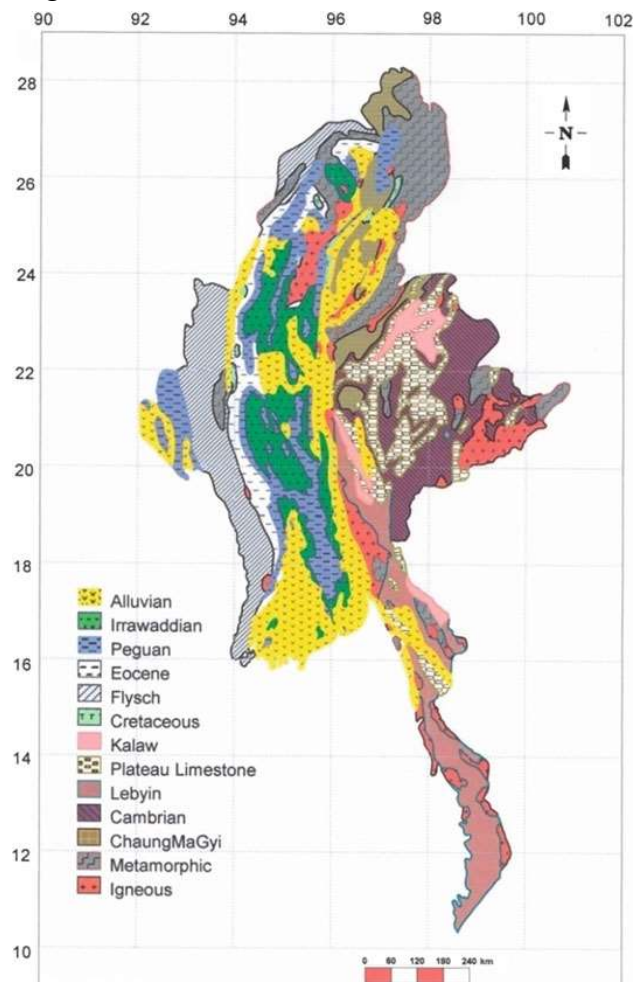 90 92 94 96 98 100 102
28
N
26
24
22
20
18
16
14
12
10
Alluvian
Irrawaddian
Peguan
Eocene
Flysch
Cretaceous
Kalaw
Plateau Limestone
Lebyin
Cambrian
ChaungMaGyi
Metamorphic
Igneous
0 60 120 180 240 km